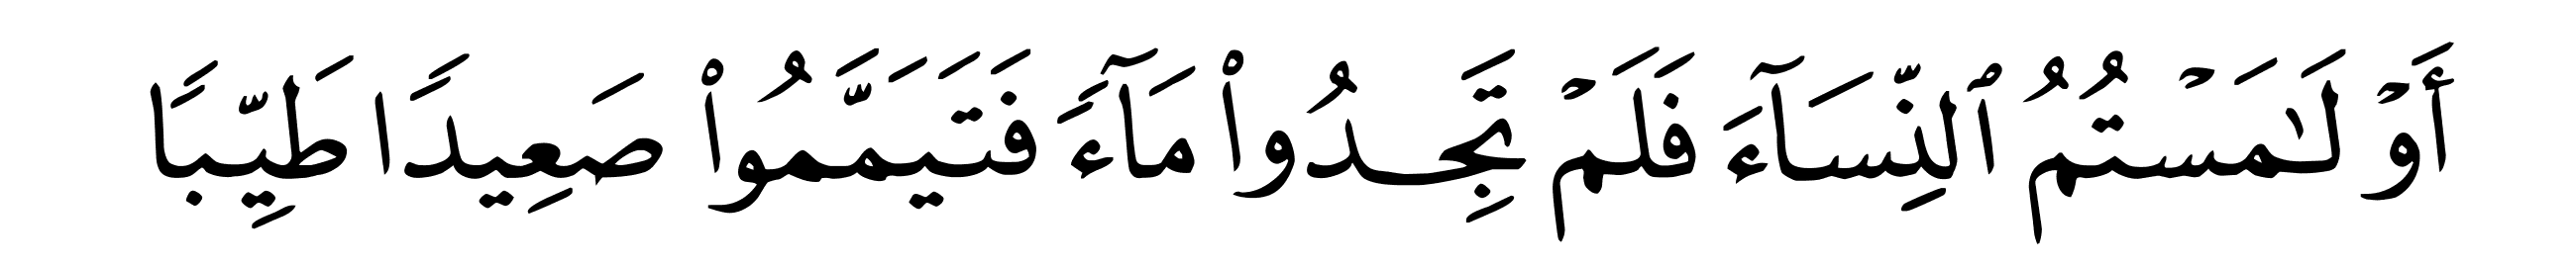 أَوْ لَٰمَسْتُمُ ٱلنِّسَآءَ فَلَمْ تَجِدُوا۟ مَآءً فَتَيَمَّمُوا۟ صَعِيدًا طَيِّبًا